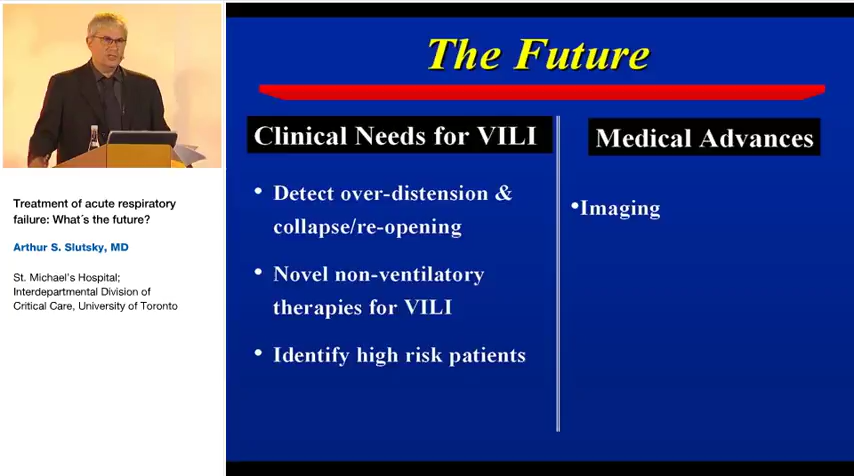 Treatment of acute respiratory
failure: What´s the future?
Arthur S. Slutsky, MD
St. Michael's Hospital;
Interdepartmental Division of
Critical Care, University of Toronto
The Future
Clinical Needs for VILI
• Detect over-distension &
collapse/re-opening
• Novel non-ventilatory
therapies for VILI
• Identify high risk patients
Medical Advances
•Imaging